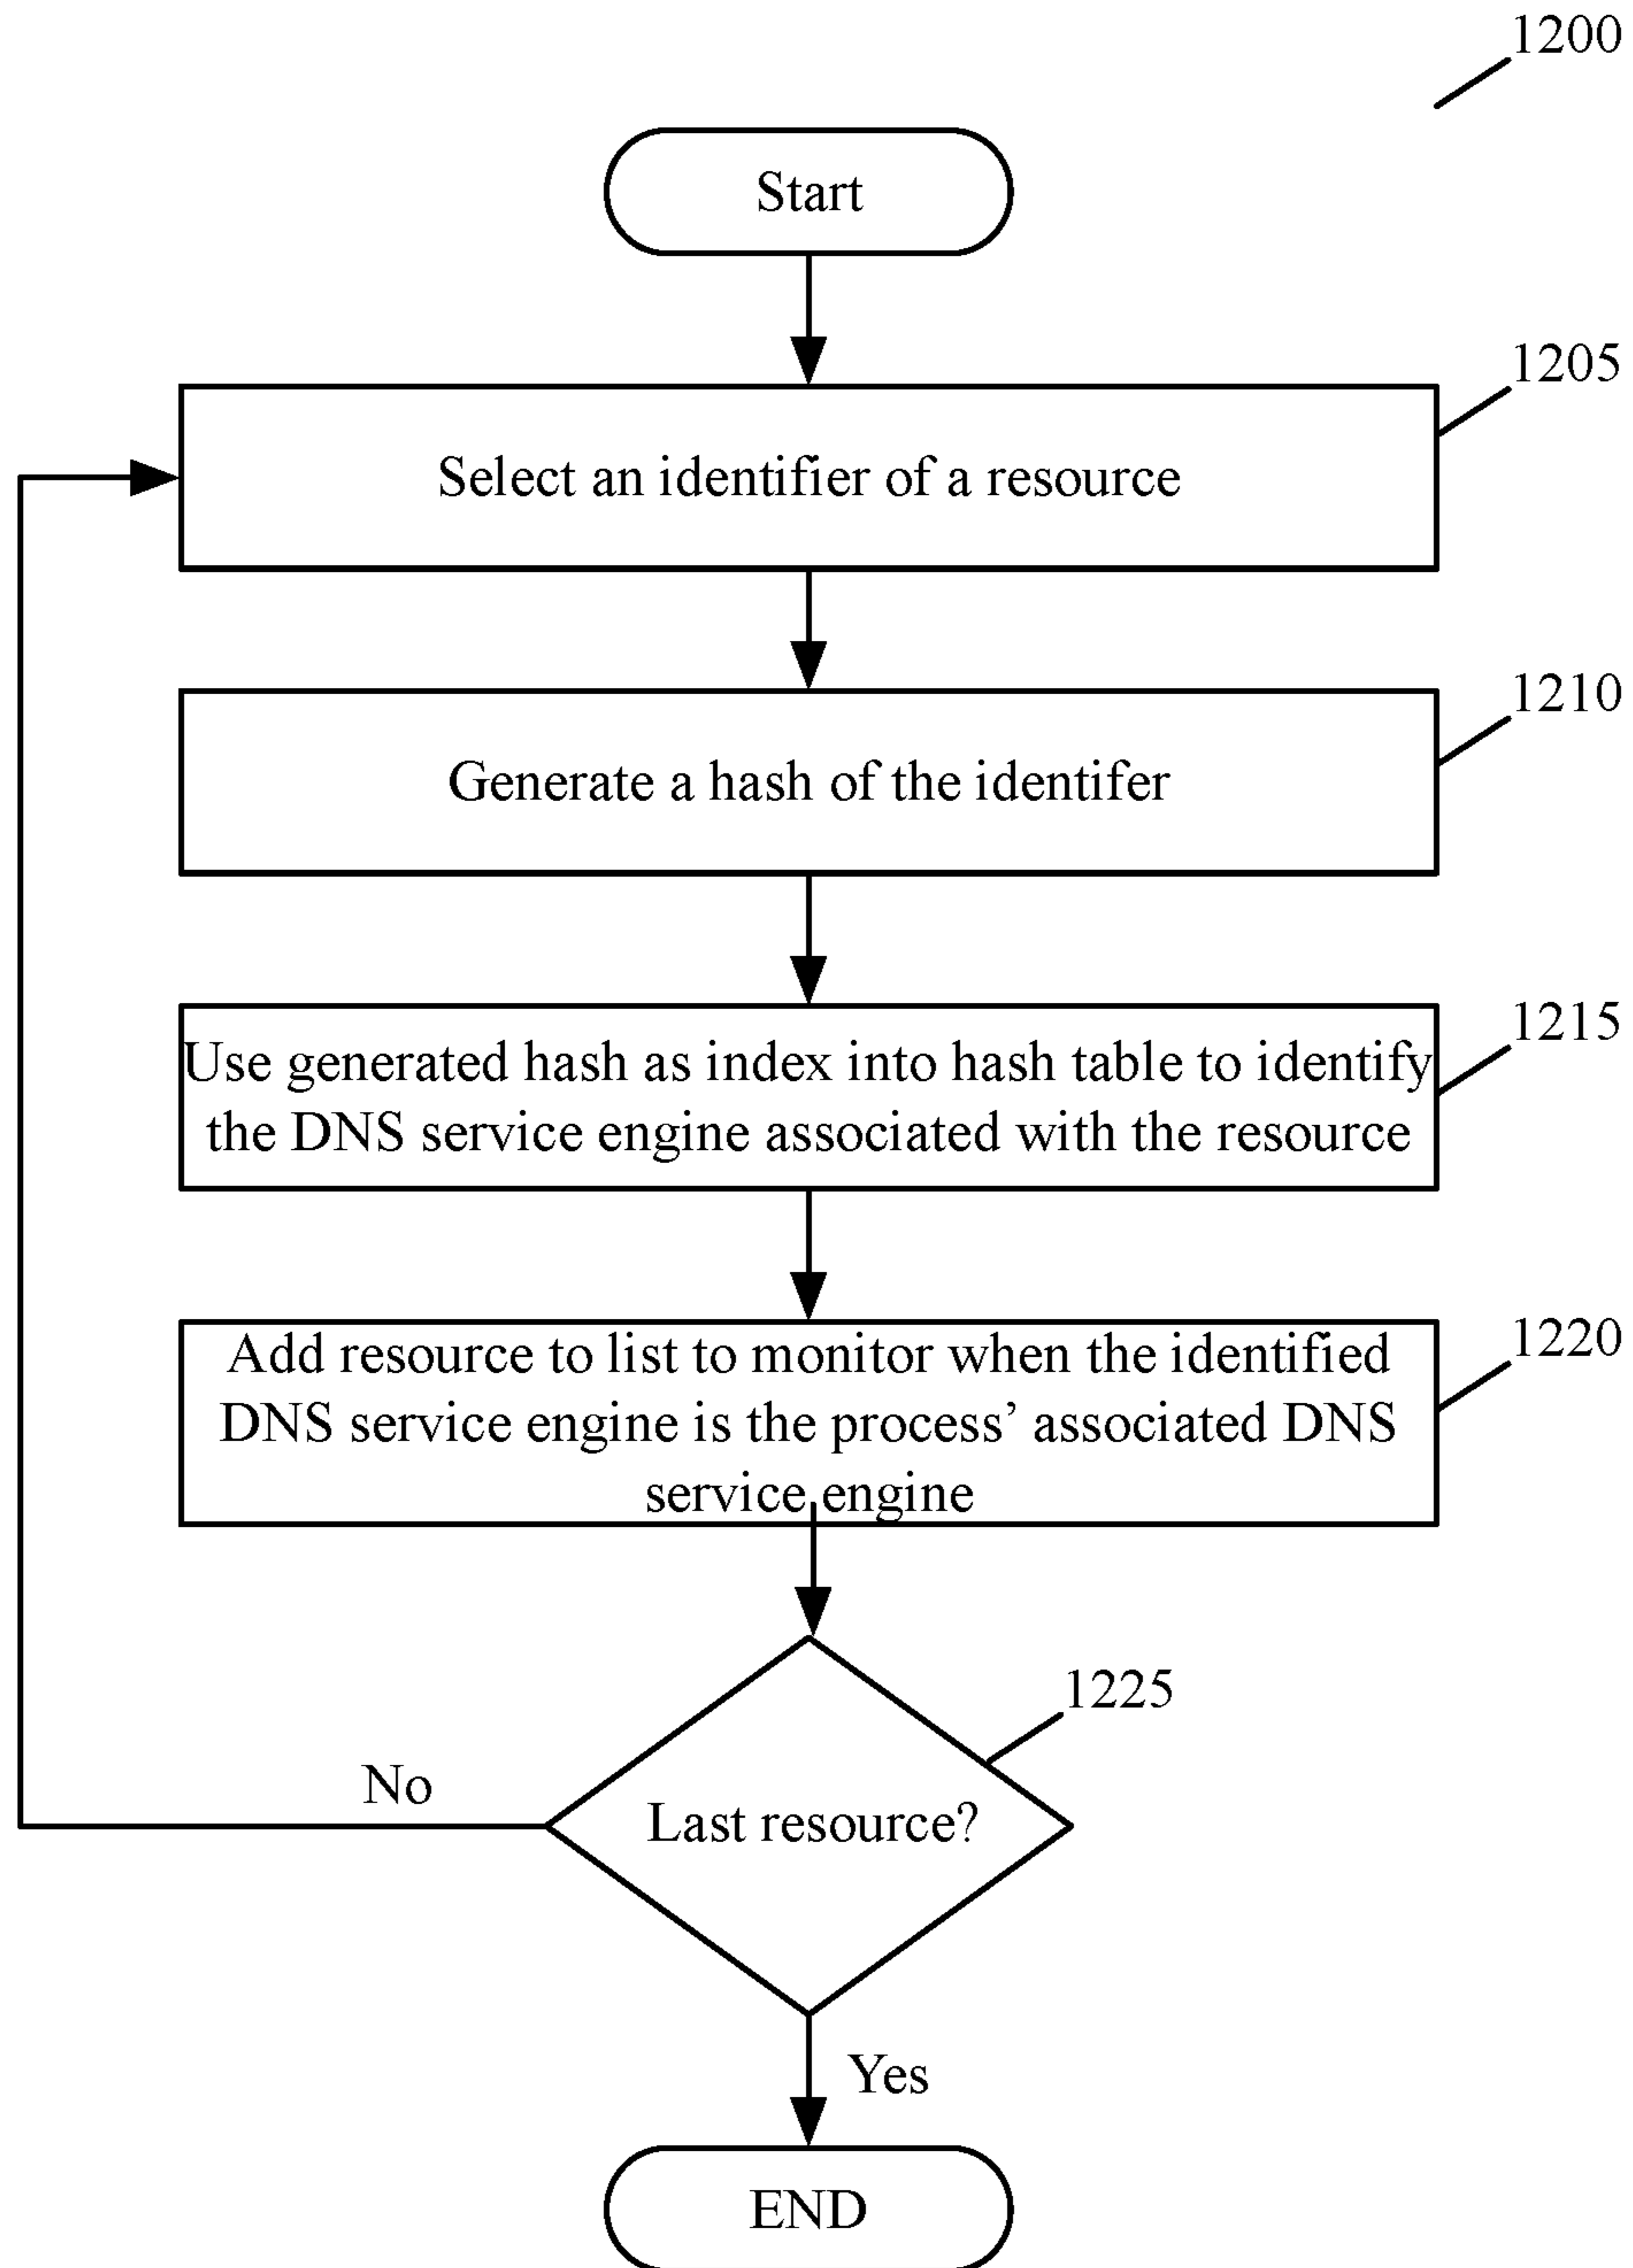 1200
Start
1205
Select an identifier of a resource
1210
Generate a hash of the identifer
1215
Use generated hash as index into hash table to identify
the DNS service engine associated with the resource
1220
Add resource to list to monitor when the identified
DNS service engine is the process’ associated DNS
service engine
1225
No
Last resource?
Yes
END